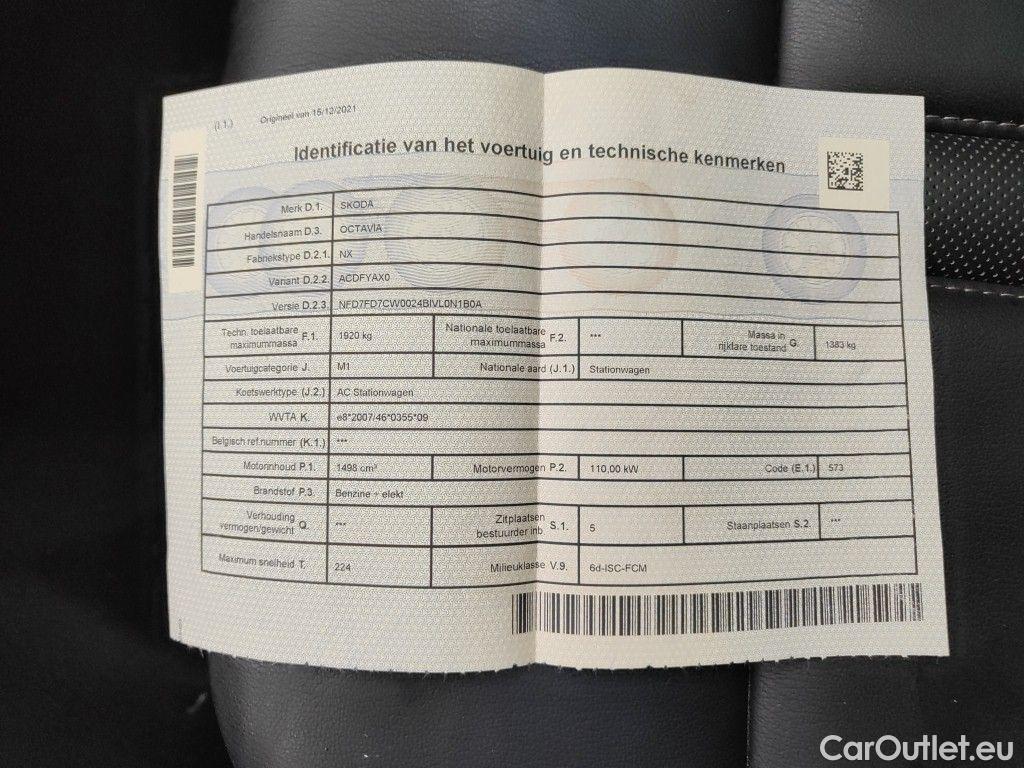 (I.1.) Origineel van 15/12/2021
Identificatie van het voertuig en technische kenmerken
Merk D.1. SKODA
Handelsnaam D.3. OCTAVIA
Fabriekstype D.2.1. NX
Variant D.2.2. ACDFYAX0
Versie D.2.3. NFD7FD7CW0024BIVL0N1B0A
Techn. toelaatbare maximummassa F.1. 1920 kg Nationale toelaatbare maximummassa F.2. *** Massa in rijklare toestand G. 1383 kg
Voertuigcategorie J. M1 Nationale aard (J.1.) Stationwagen
Koetswerktype (J.2.) AC Stationwagen
WVTA K. e8*2007/46*0355*09
Belgisch ref.nummer (K.1.) ***
Motorinhoud P.1. 1498 cm³ Motorvermogen P.2. 110,00 kW Code (E.1.) 573
Brandstof P.3. Benzine + elekt
Verhouding vermogen/gewicht Q. *** Zitplaatsen bestuurder inb S.1. 5 Staanplaatsen S.2. ***
Maximum snelheid T. 224 Milieuklasse V.9. 6d-ISC-FCM
CarOutlet.eu